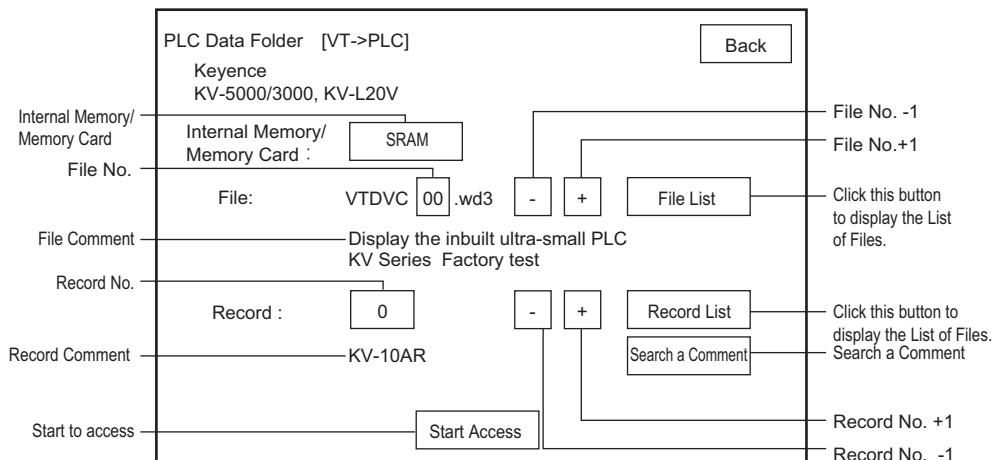 PLC Data Folder [VT->PLC]
Back
Keyence
KV-5000/3000, KV-L20V
Internal Memory/
Memory Card
Internal Memory/
Memory Card :
SRAM
File No. -1
File No.+1
File No.
File:
VTDVC 00 .wd3
-
+
File List
Click this button
to display the List
of Files.
File Comment
Display the inbuilt ultra-small PLC
KV Series Factory test
Record No.
Record :
0
-
+
Record List
Click this button to
display the List of Files.
Record Comment
KV-10AR
Search a Comment
Search a Comment
Start to access
Start Access
Record No. +1
Record No. -1